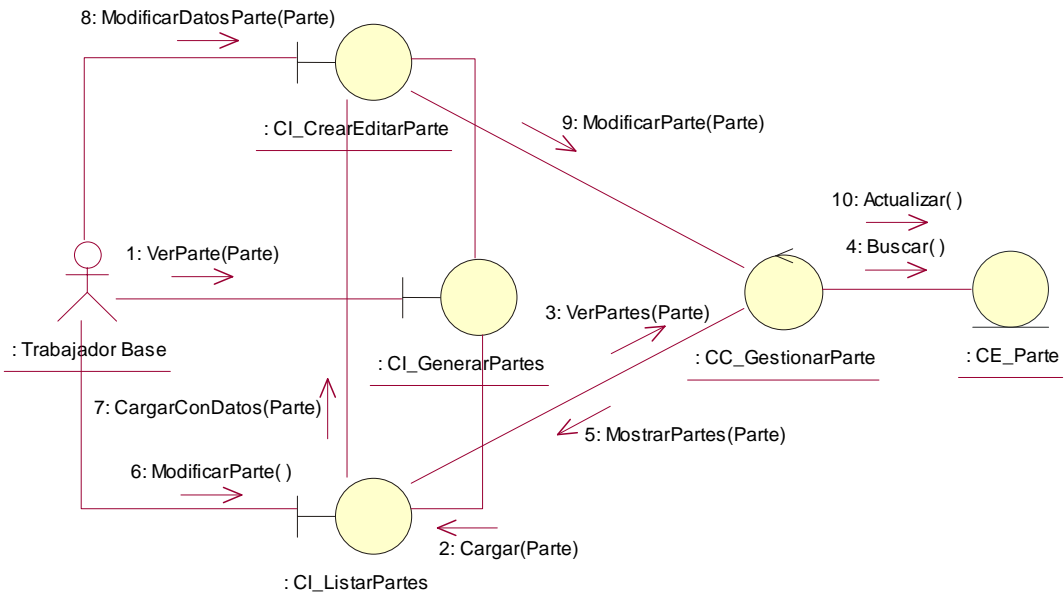 8: ModificarDatosParte(Parte)
: CI_CrearEditarParte
9: ModificarParte(Parte)
10: Actualizar( )
4: Buscar( )
1: VerParte(Parte)
3: VerPartes(Parte)
: Trabajador Base
: CI_GenerarPartes
: CC_GestionarParte
: CE_Parte
7: CargarConDatos(Parte)
5: MostrarPartes(Parte)
6: ModificarParte( )
2: Cargar(Parte)
: CI_ListarPartes